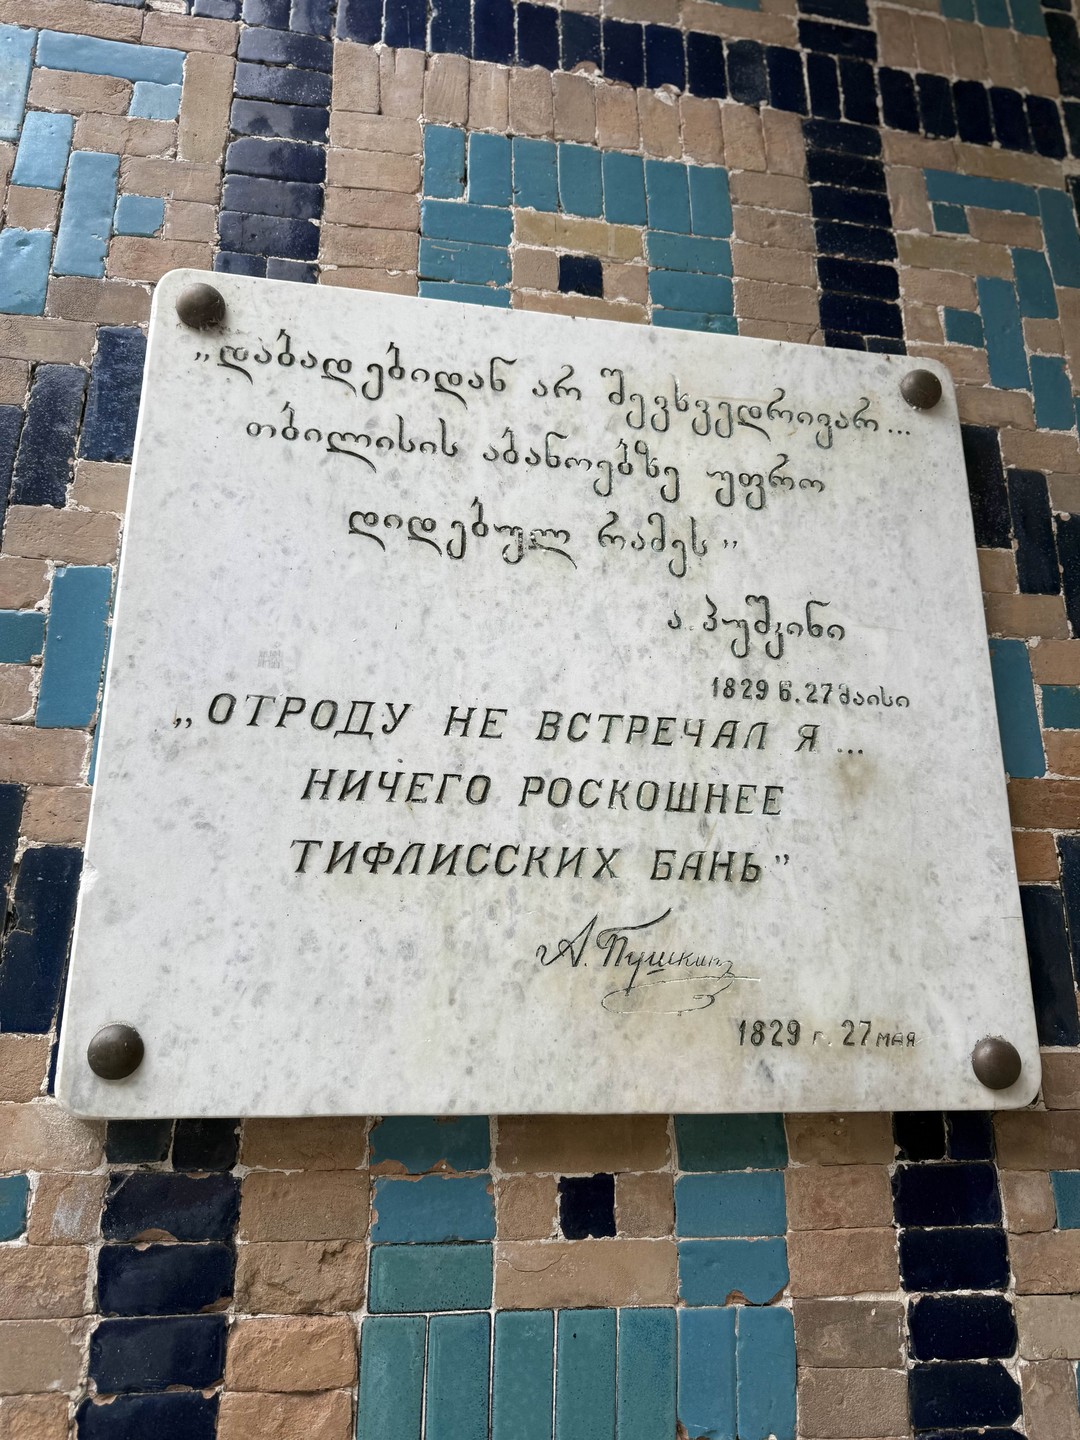 „დაბადებიდან არ შევხვედრივარ...
თბილისის აბანოებზე უფრო
დიდებულ რამეს”
ა. პუშკინი
1829 წ. 27 მაისი
„ОТРОДУ НЕ ВСТРЕЧАЛ Я...
НИЧЕГО РОСКОШНЕЕ
ТИФЛИССКИХ БАНЬ”
А. Пушкинъ
1829 г. 27 мая